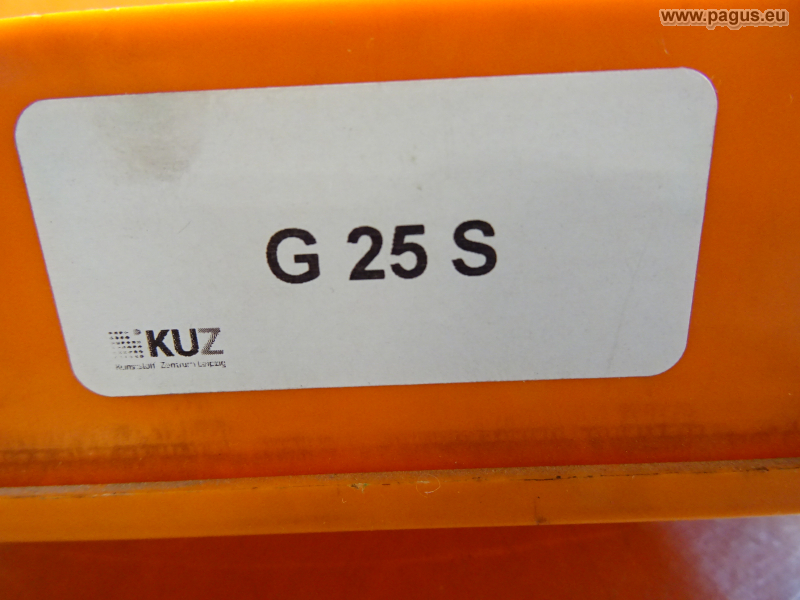 www.pagus.eu
G 25 S
KUZ
Kunststoff Zentrum Leipzig